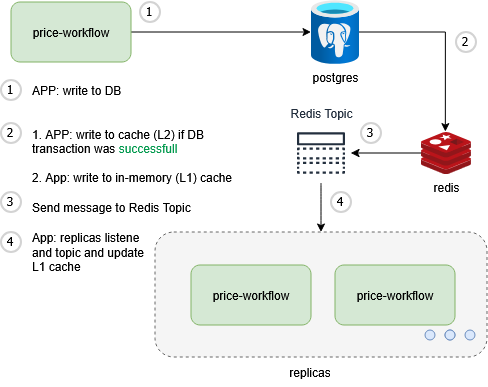 price-workflow
1
postgres
2
1
APP: write to DB
Redis Topic
2
1. APP: write to cache (L2) if DB
transaction was successfull
3
redis
2. App: write to in-memory (L1) cache
3
Send message to Redis Topic
4
4
App: replicas listene
and topic and update
L1 cache
price-workflow
price-workflow
replicas